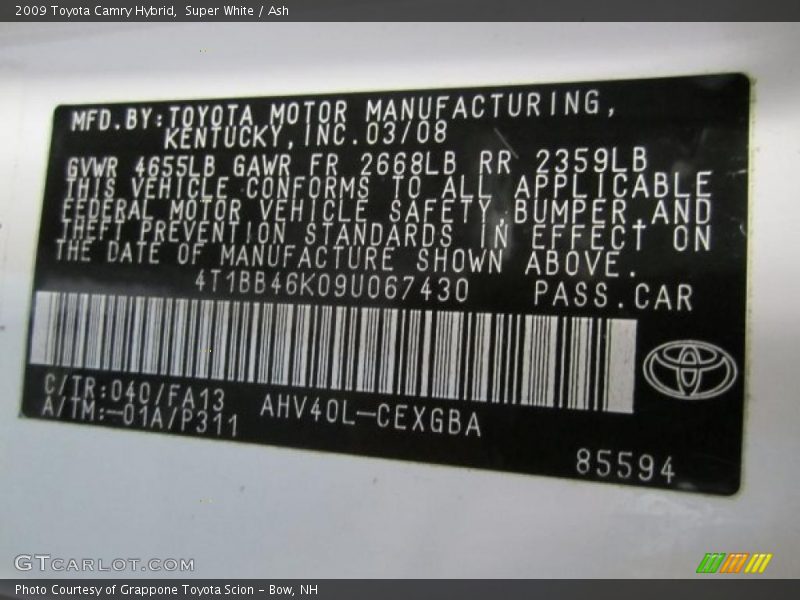 2009 Toyota Camry Hybrid,  Super White / Ash
MFD.BY:TOYOTA MOTOR MANUFACTURING,
KENTUCKY,INC.03/08
GVWR 4655LB GAWR FR 2668LB RR 2359LB
THIS VEHICLE CONFORMS TO ALL APPLICABLE
FEDERAL MOTOR VEHICLE SAFETY,BUMPER,AND
THEFT PREVENTION STANDARDS IN EFFECT ON
THE DATE OF MANUFACTURE SHOWN ABOVE.
4T1BB46K09U067430 PASS.CAR
C/TR:040/FA13
A/TM:-01A/P311
AHV40L-CEXGBA
85594
GTCARLOT.COM
Photo Courtesy of Grappone Toyota Scion - Bow, NH